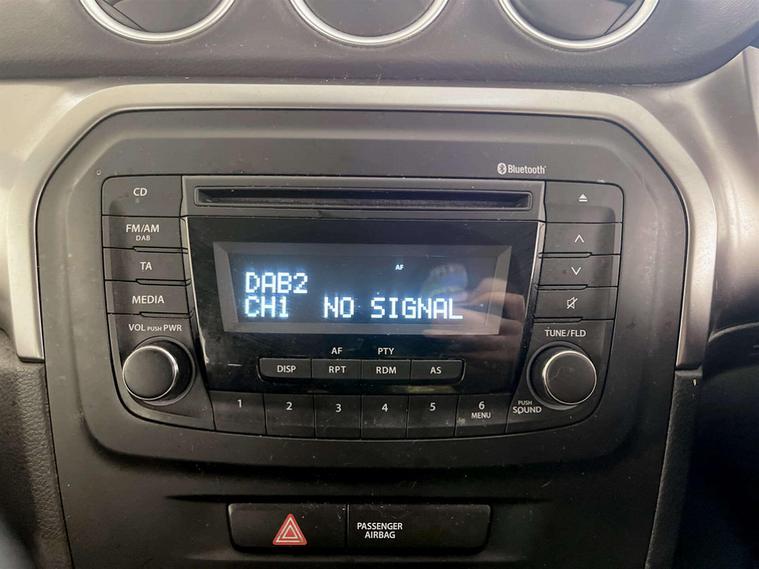 Bluetooth
CD
FM/AM
DAB
TA
MEDIA
VOL PUSH PWR
AF
DAB2
CH1 NO SIGNAL
TUNE/FLD
AF PTY
DISP RPT RDM AS
1 2 3 4 5 6
MENU
PUSH
SOUND
PASSENGER
AIRBAG